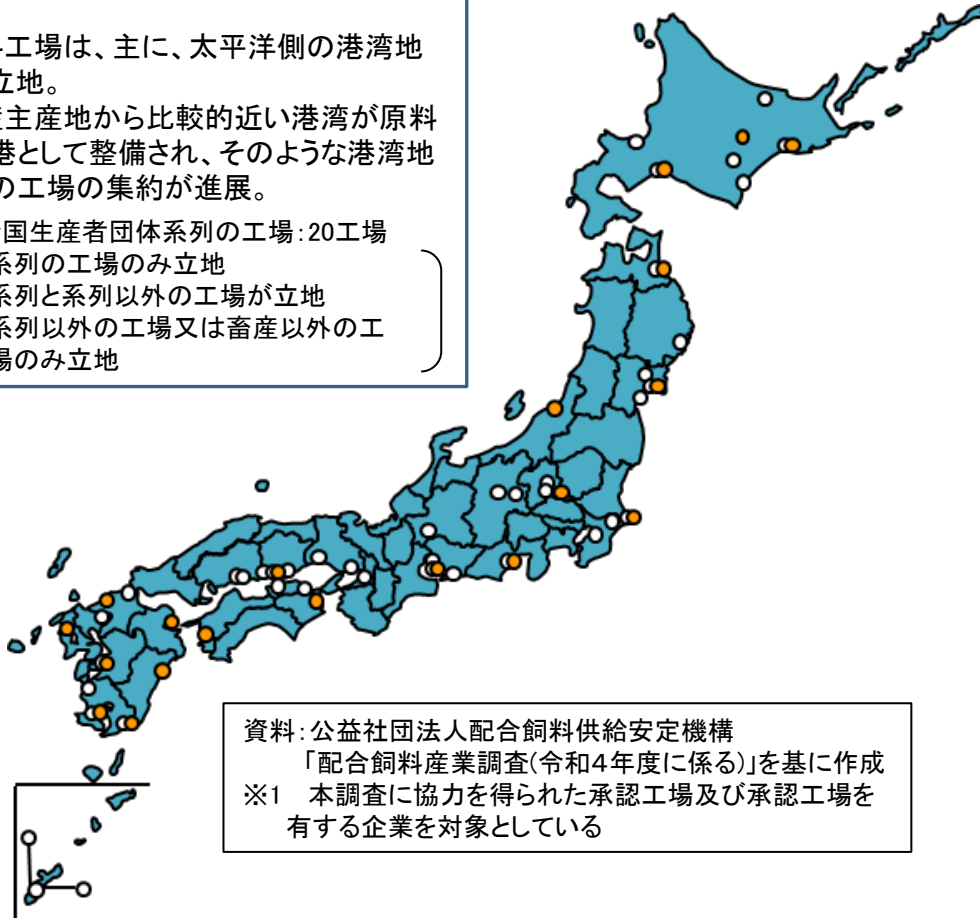 工場は、主に、太平洋側の港湾地
立地。
主産地から比較的近い港湾が原料
港として整備され、そのような港湾地
の工場の集約が進展。
国生産者団体系列の工場：20工場
系列の工場のみ立地
系列と系列以外の工場が立地
系列以外の工場又は畜産以外の工
場のみ立地
資料：公益社団法人配合飼料供給安定機構
「配合飼料産業調査(令和４年度に係る)」を基に作成
※1　本調査に協力を得られた承認工場及び承認工場を
有する企業を対象としている